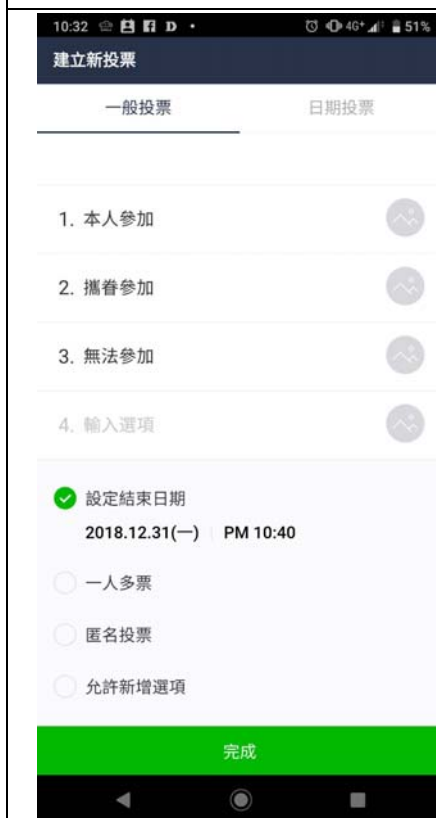 10:32 D 4G+ 51%
建立新投票
一般投票 日期投票
1. 本人參加
2. 攜眷參加
3. 無法參加
4. 輸入選項
設定結束日期
2018.12.31(一) PM 10:40
一人多票
匿名投票
允許新增選項
完成